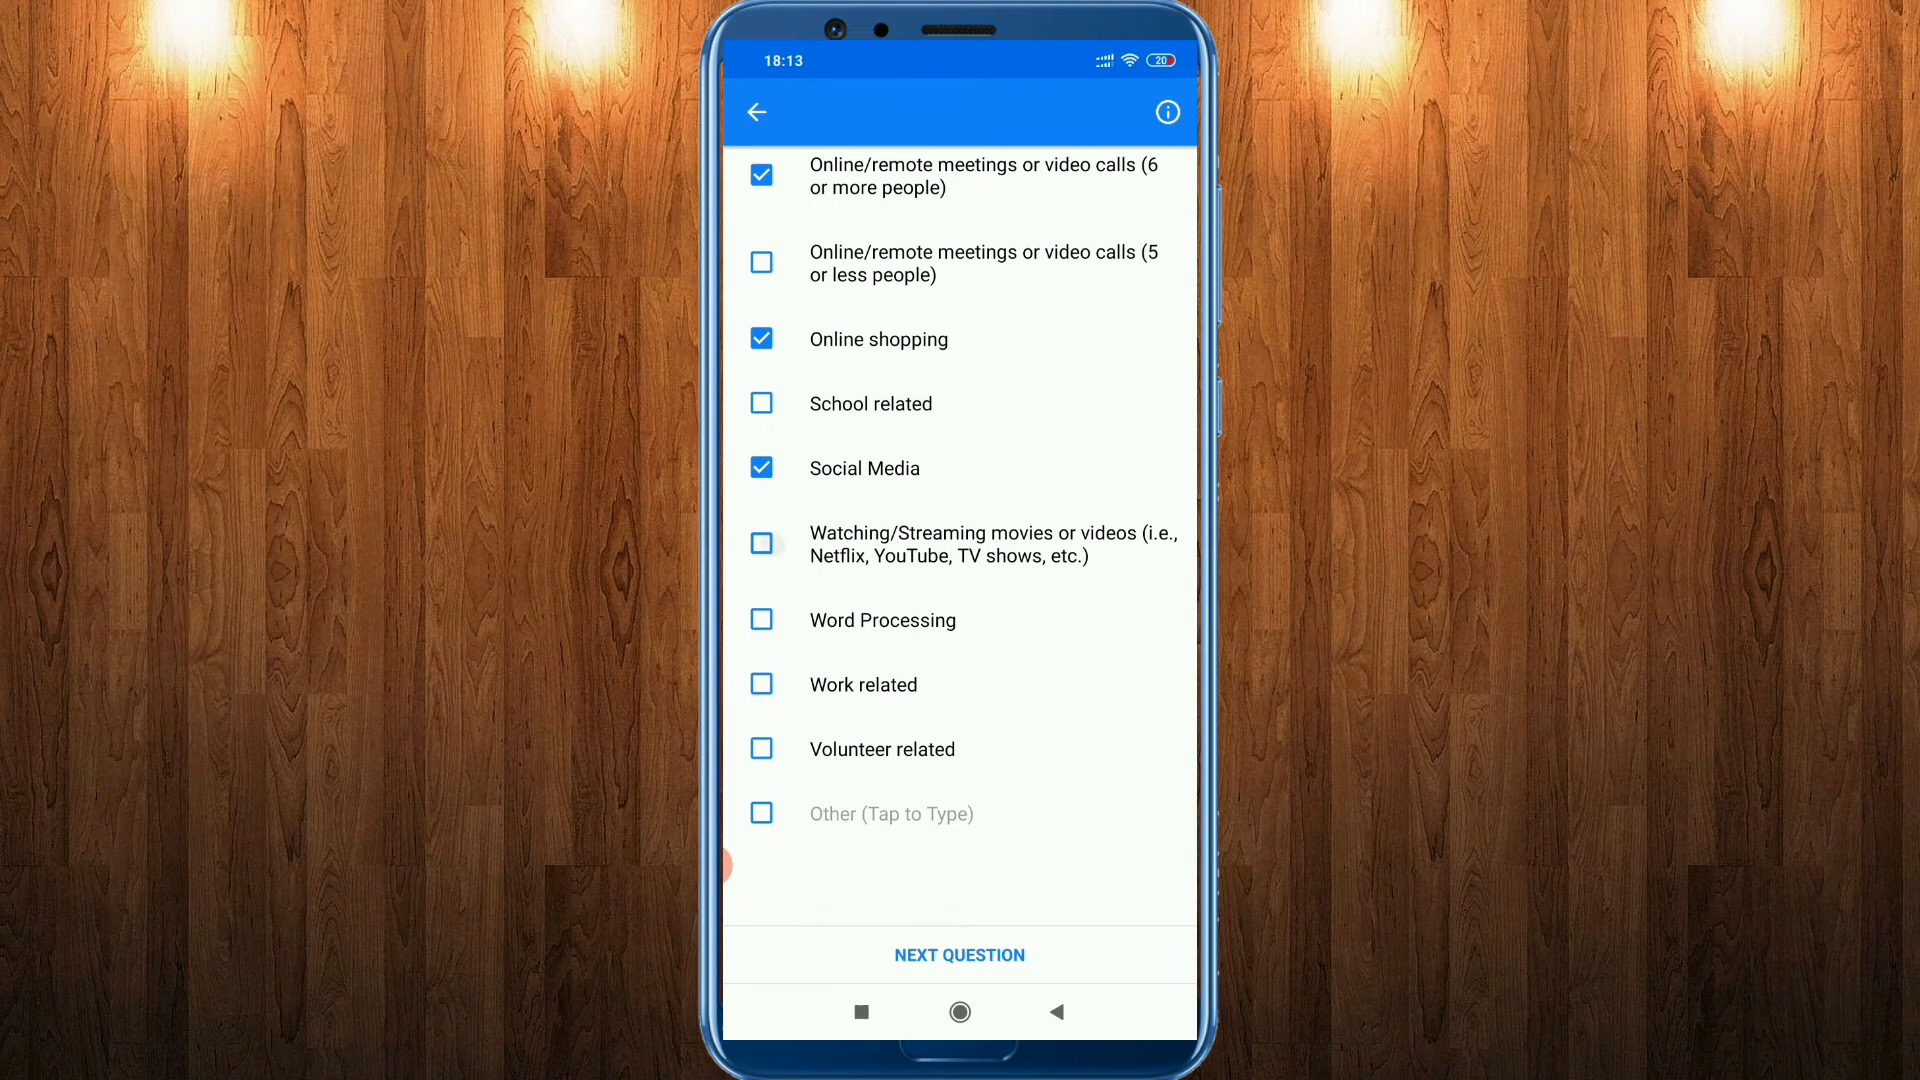 18:13
20
Online/remote meetings or video calls (6
or more people)
Online/remote meetings or video calls (5
or less people)
Online shopping
School related
Social Media
Watching/Streaming movies or videos (i.e.,
Netflix, YouTube, TV shows, etc.)
Word Processing
Work related
Volunteer related
Other (Tap to Type)
NEXT QUESTION